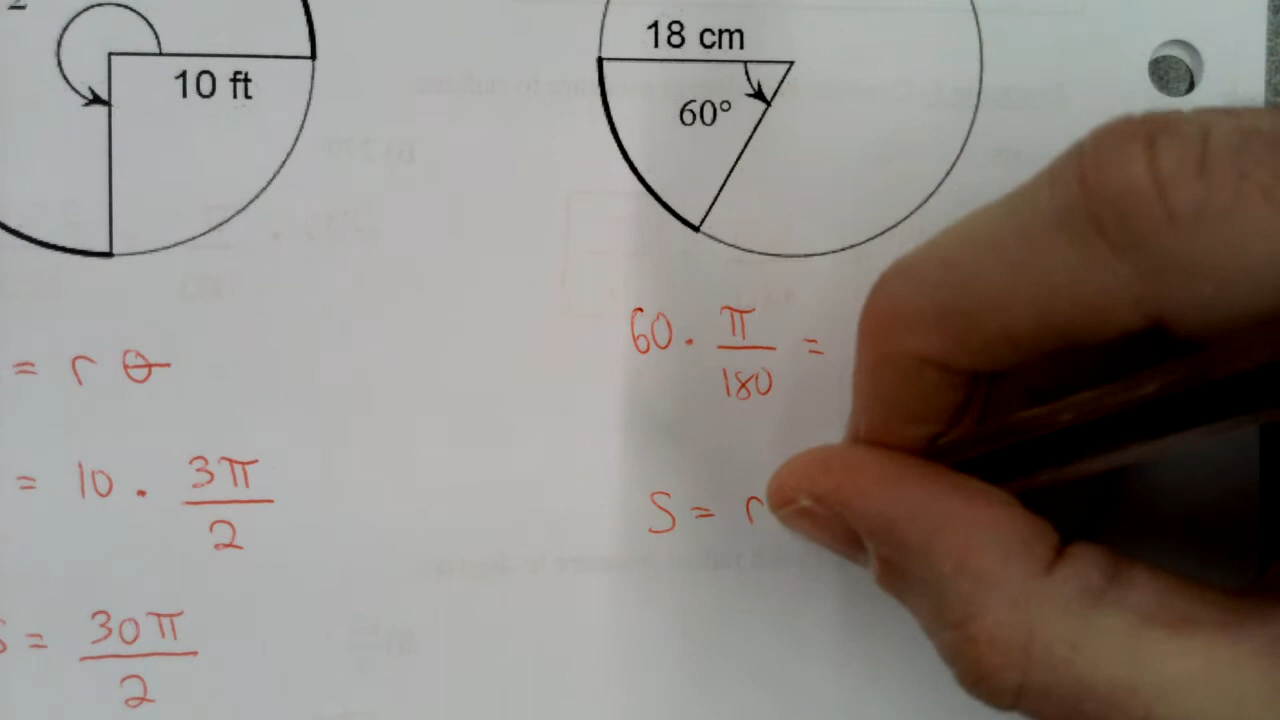 10 ft
= r θ
= 10 · 3π/2
S = 30π/2
18 cm
60°
60 · π/180 =
S = r